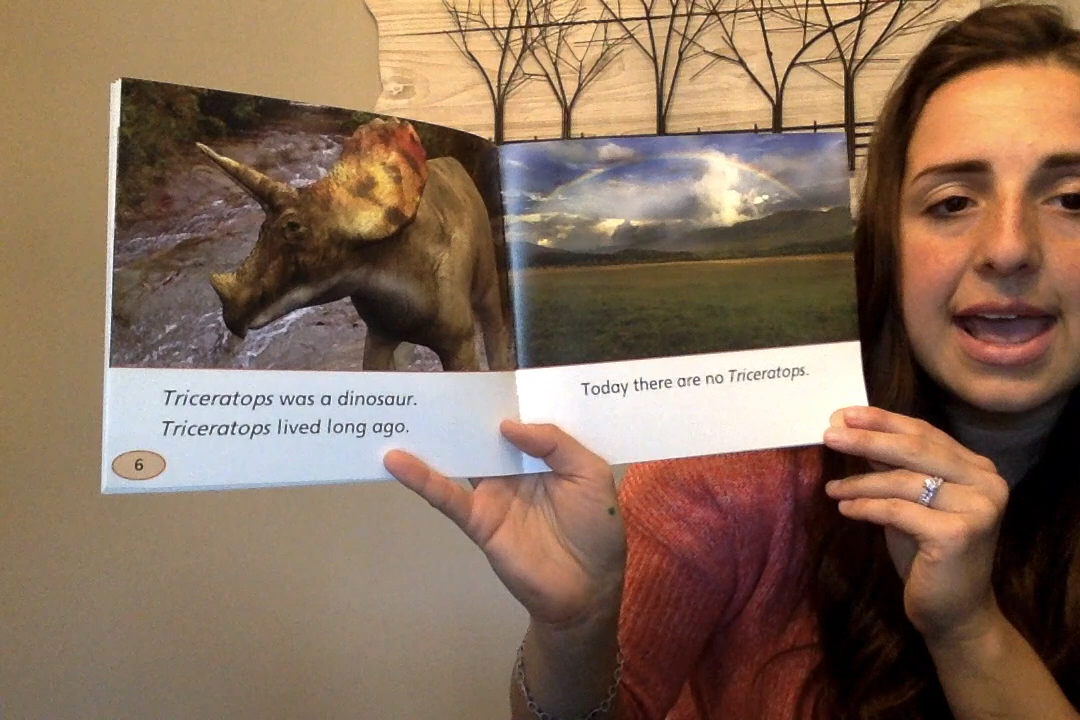 Triceratops was a dinosaur.
Triceratops lived long ago.
6
Today there are no Triceratops.